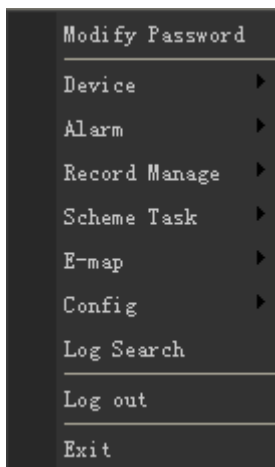 Modify Password
Device
Alarm
Record Manage
Scheme Task
E-map
Config
Log Search
Log out
Exit